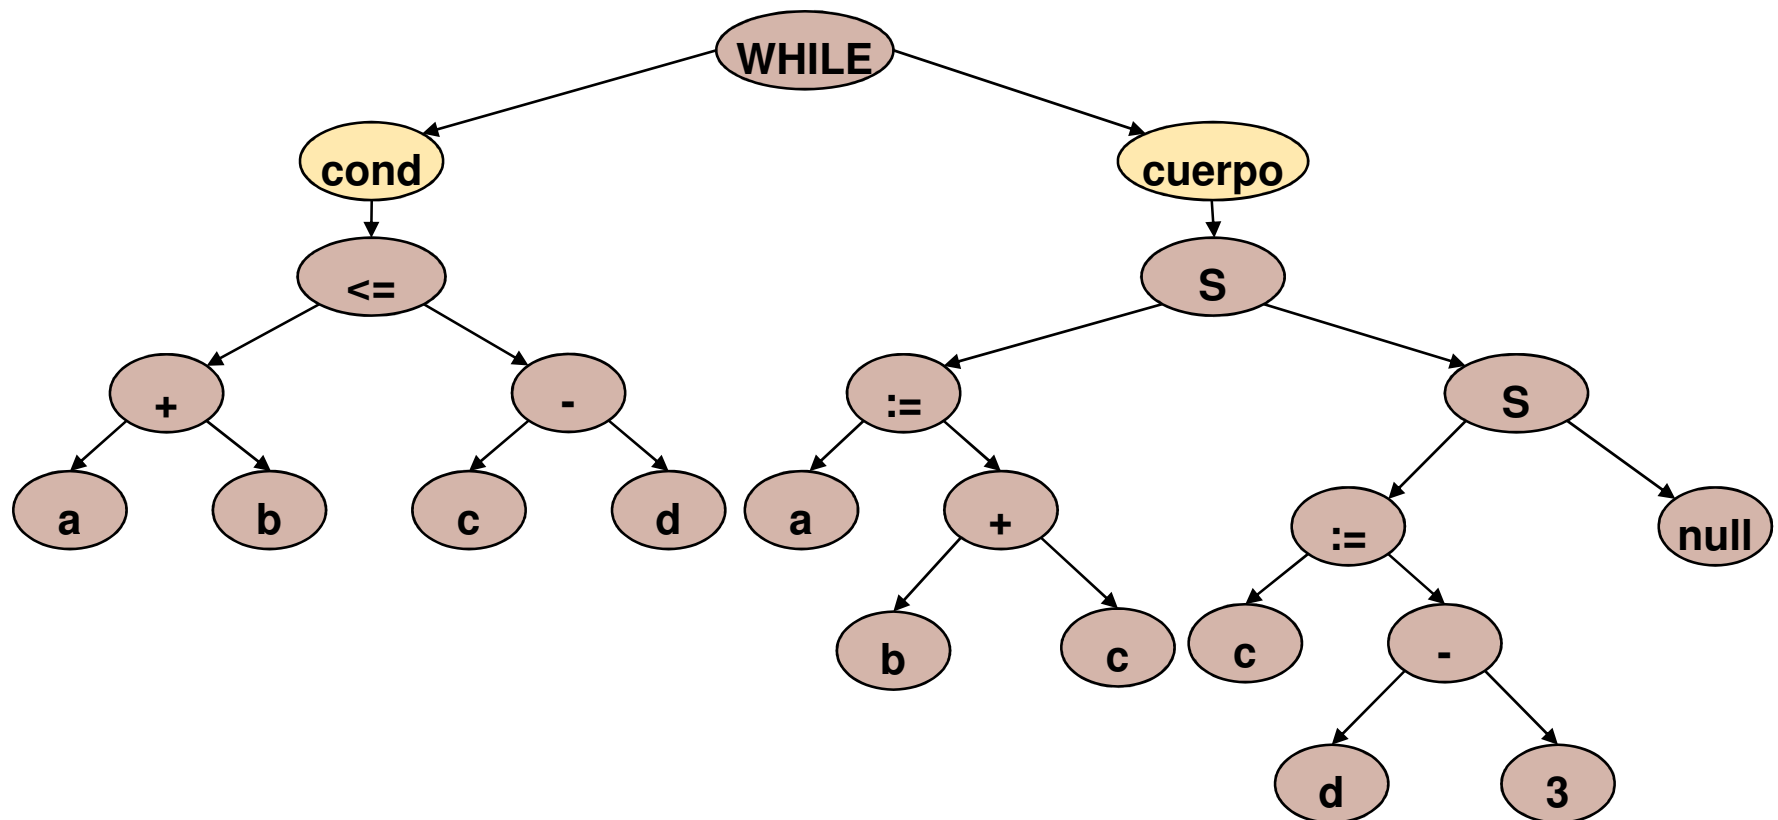 WHILE
cond cuerpo
<= S
+ - := S
a b c d a + := null
b c c -
d 3